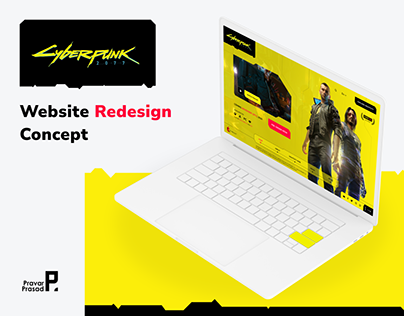 Cyberpunk
2077
Website Redesign
Concept
Pravar
Prasad
P.